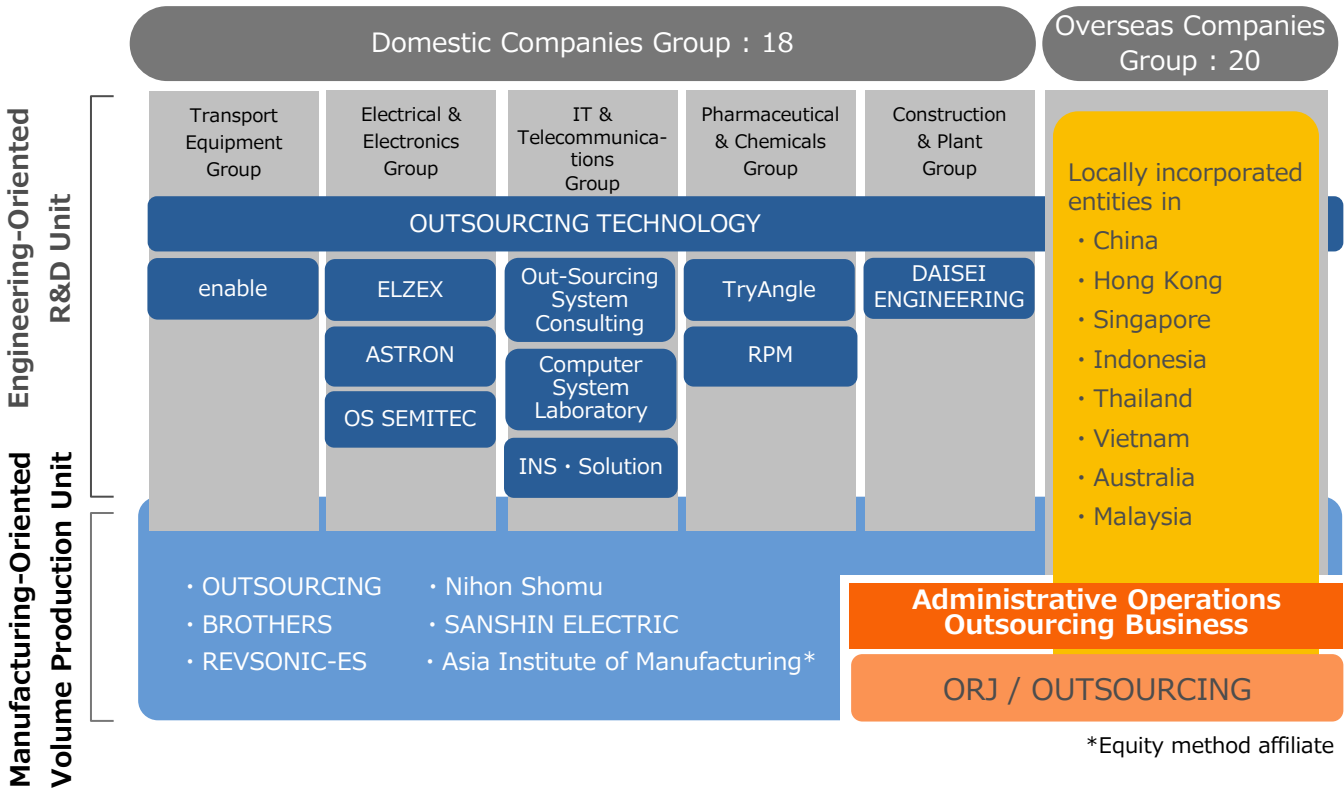 Domestic Companies Group : 18
Overseas Companies
Group : 20
Engineering-Oriented
R&D Unit
Transport
Equipment
Group
Electrical &
Electronics
Group
IT &
Telecommunica-
tions
Group
Pharmaceutical
& Chemicals
Group
Construction
& Plant
Group
OUTSOURCING TECHNOLOGY
enable
ELZEX
ASTRON
OS SEMITEC
Out-Sourcing
System
Consulting
Computer
System
Laboratory
INS・Solution
TryAngle
RPM
DAISEI
ENGINEERING
Locally incorporated
entities in
・China
・Hong Kong
・Singapore
・Indonesia
・Thailand
・Vietnam
・Australia
・Malaysia
Manufacturing-Oriented
Volume Production Unit
・OUTSOURCING
・BROTHERS
・REVSONIC-ES
・Nihon Shomu
・SANSHIN ELECTRIC
・Asia Institute of Manufacturing*
Administrative Operations
Outsourcing Business
ORJ / OUTSOURCING
*Equity method affiliate